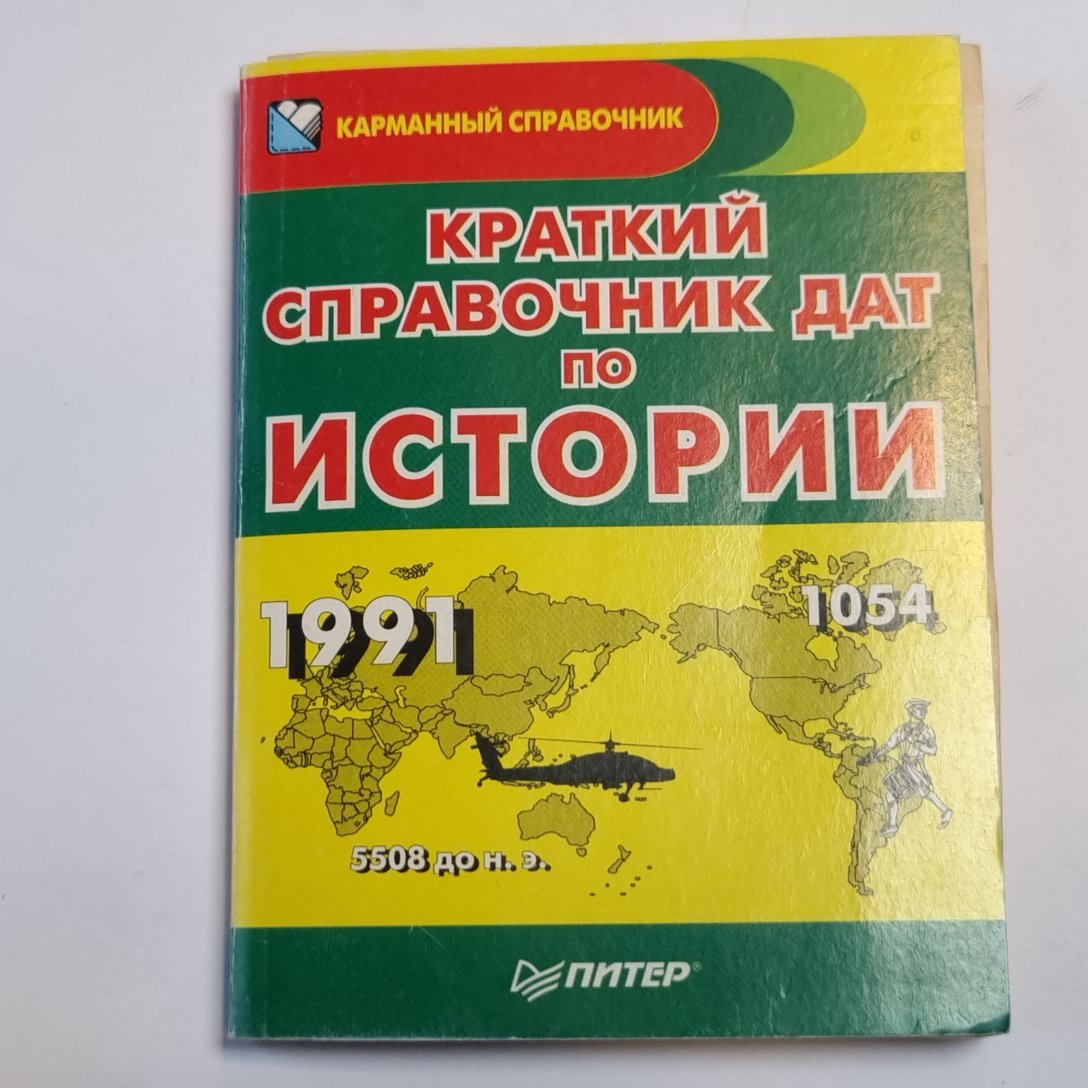 КАРМАННЫЙ СПРАВОЧНИК
КРАТКИЙ
СПРАВОЧНИК ДАТ
ПО
ИСТОРИИ
1991
1054
5508 до н. э.
ПИТЕР®